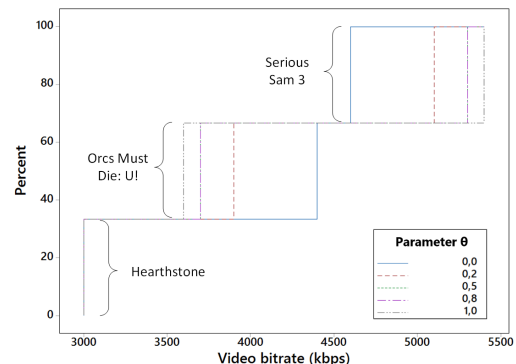 100
80
60
40
20
0
Percent
Serious
Sam 3
Orcs Must
Die: U!
Hearthstone
Parameter θ
0,0
0,2
0,5
0,8
1,0
3000
3500
4000
4500
5000
5500
Video bitrate (kbps)